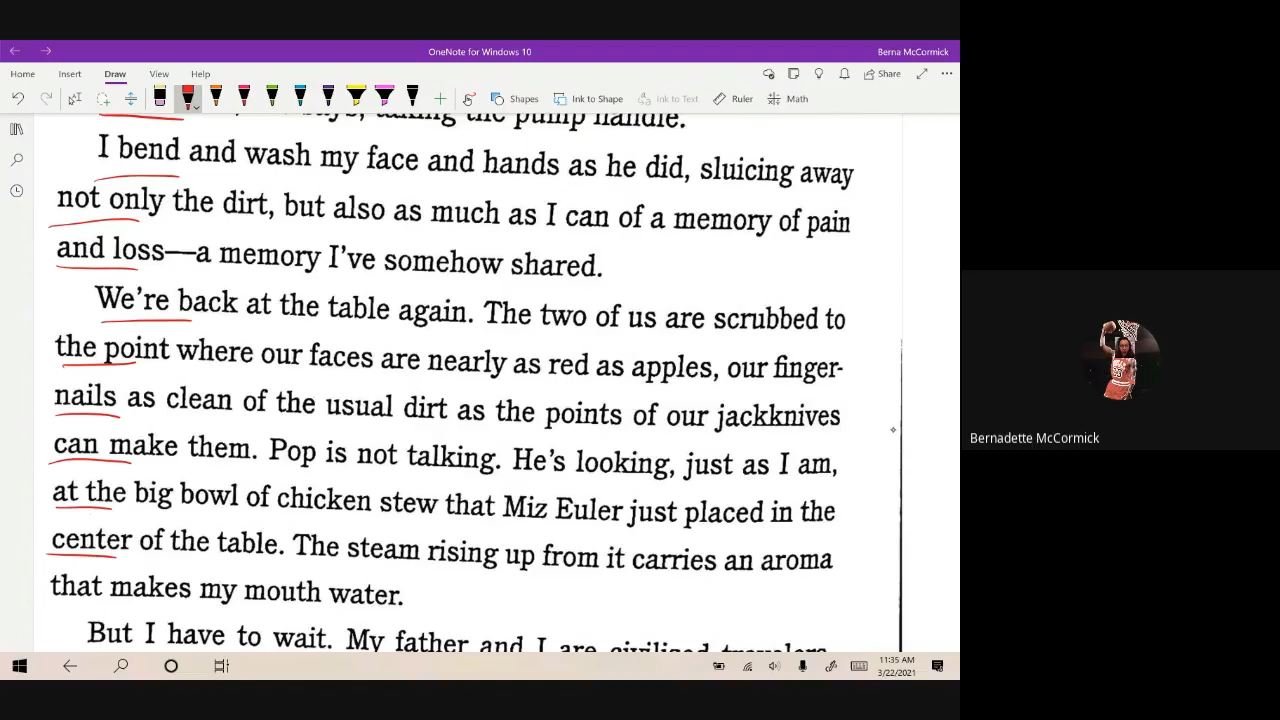 OneNote for Windows 10
Berna McCormick
Home Insert Draw View Help
Share
Shapes Ink to Shape Ink to Text Ruler Math
says, taking the pump handle.
I bend and wash my face and hands as he did, sluicing away
not only the dirt, but also as much as I can of a memory of pain
and loss—a memory I've somehow shared.
We're back at the table again. The two of us are scrubbed to
the point where our faces are nearly as red as apples, our finger-
nails as clean of the usual dirt as the points of our jackknives
can make them. Pop is not talking. He's looking, just as I am,
at the big bowl of chicken stew that Miz Euler just placed in the
center of the table. The steam rising up from it carries an aroma
that makes my mouth water.
But I have to wait. My father and I are civilized travelers
Bernadette McCormick
11:35 AM
3/22/2021